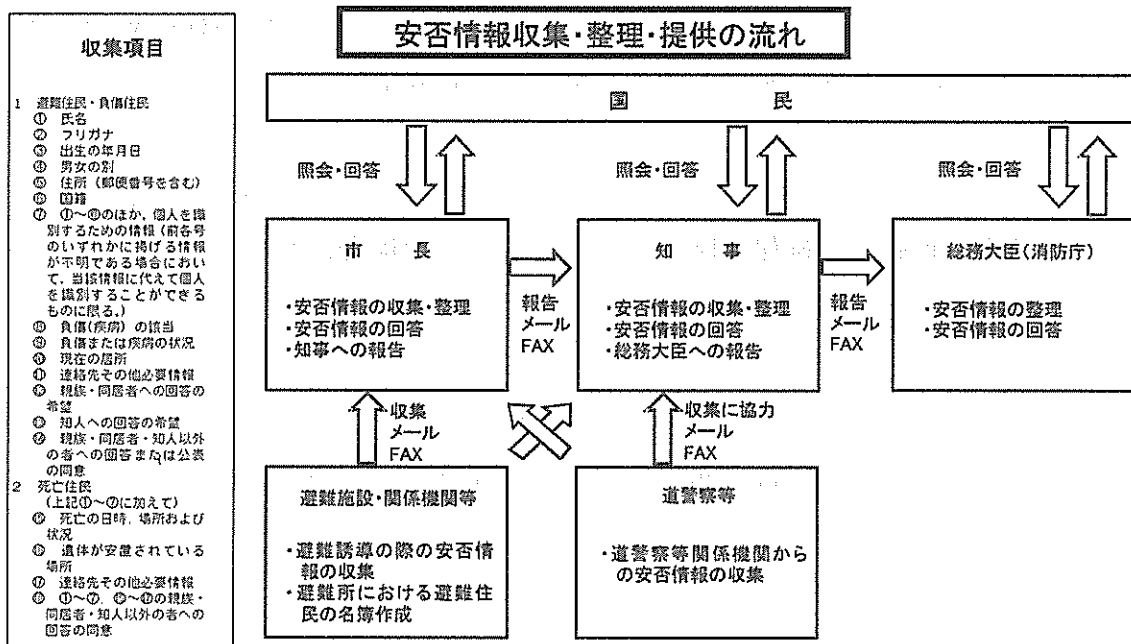 安否情報収集・整理・提供の流れ
収集項目
1 避難住民・負傷住民
① 氏名
② フリガナ
③ 出生の年月日
④ 男女の別
⑤ 住所(郵便番号を含む)
⑥ 国籍
⑦ ①~⑥のほか、個人を識
別するための情報(前各号
のいずれかに掲げる情報
が不明である場合におい
て、当該情報に代えて個人
を識別することができる
ものに限る。)
⑧ 負傷(疾病)の該当
⑨ 負傷または疾病の状況
⑩ 現在の居所
⑪ 連絡先その他必要情報
⑫ 親族・同居者への回答の
希望
⑬ 知人への回答の希望
⑭ 親族・同居者・知人以外
の者への回答または公表
の同意
2 死亡住民
(上記①~⑦に加えて)
⑮ 死亡の日時、場所および
状況
⑯ 遺体が安置されている
場所
⑰ 連絡先その他必要情報
⑱ ①~⑦、の親族・
同居者・知人以外の者への
回答の同意
国 民
照会・回答
照会・回答
照会・回答
市 長
・安否情報の収集・整理
・安否情報の回答
・知事への報告
報告
メール
FAX
知 事
・安否情報の収集・整理
・安否情報の回答
・総務大臣への報告
報告
メール
FAX
総務大臣(消防庁)
・安否情報の整理
・安否情報の回答
収集
メール
FAX
収集に協力
メール
FAX
避難施設・関係機関等
・避難誘導の際の安否情
報の収集
・避難所における避難住
民の名簿作成
道警察等
・道警察等関係機関から
の安否情報の収集